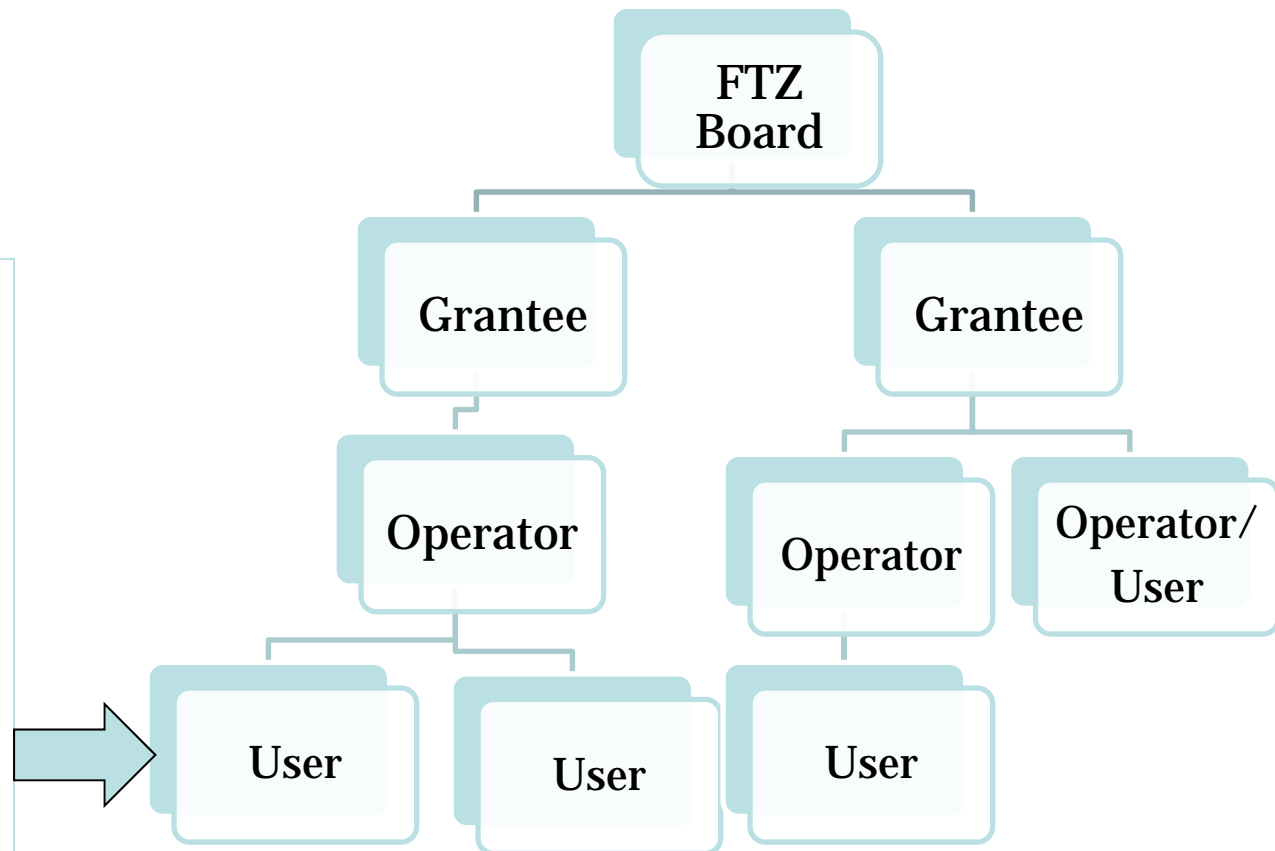 FTZ
Board
Grantee
Grantee
Operator
Operator
Operator/
User
User
User
User